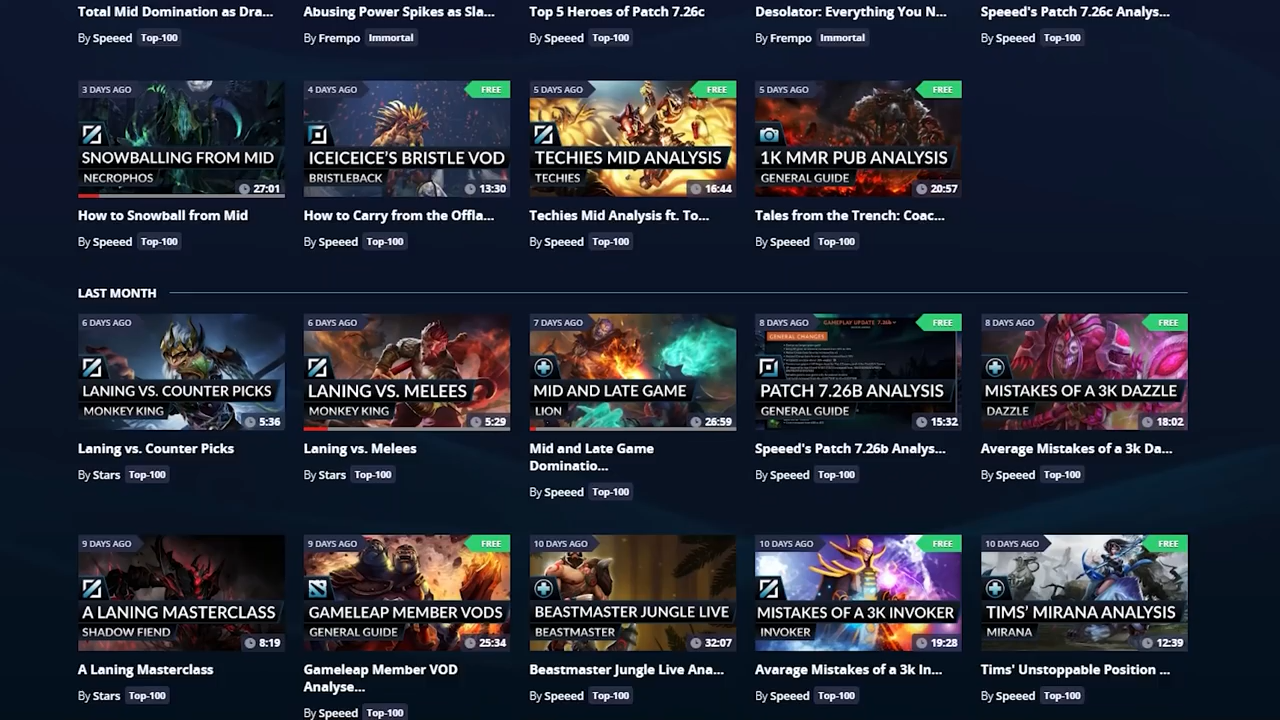 Total Mid Domination as Dra...
By Speeed Top-100
Abusing Power Spikes as Sla...
By Frempo Immortal
Top 5 Heroes of Patch 7.26c
By Speeed Top-100
Desolator: Everything You N...
By Frempo Immortal
Speeed's Patch 7.26c Analys...
By Speeed Top-100
3 DAYS AGO
SNOWBALLING FROM MID
NECROPHOS
27:01
How to Snowball from Mid
By Speeed Top-100
4 DAYS AGO
FREE
ICEICEICE'S BRISTLE VOD
BRISTLEBACK
13:30
How to Carry from the Offla...
By Speeed Top-100
5 DAYS AGO
FREE
TECHIES MID ANALYSIS
TECHIES
16:44
Techies Mid Analysis ft. To...
By Speeed Top-100
5 DAYS AGO
FREE
1K MMR PUB ANALYSIS
GENERAL GUIDE
20:57
Tales from the Trench: Coac...
By Speeed Top-100
LAST MONTH
6 DAYS AGO
LANING VS. COUNTER PICKS
MONKEY KING
5:36
Laning vs. Counter Picks
By Stars Top-100
6 DAYS AGO
LANING VS. MELEES
MONKEY KING
5:29
Laning vs. Melees
By Stars Top-100
7 DAYS AGO
MID AND LATE GAME
LION
26:59
Mid and Late Game
Dominatio...
By Speeed Top-100
8 DAYS AGO
FREE
GAMEPLAY UPDATE 7.26b
GENERAL CHANGES
PATCH 7.26B ANALYSIS
GENERAL GUIDE
15:32
Speeed's Patch 7.26b Analys...
By Speeed Top-100
8 DAYS AGO
FREE
MISTAKES OF A 3K DAZZLE
DAZZLE
18:02
Average Mistakes of a 3k Da...
By Speeed Top-100
9 DAYS AGO
A LANING MASTERCLASS
SHADOW FIEND
8:19
A Laning Masterclass
By Stars Top-100
9 DAYS AGO
FREE
GAMELEAP MEMBER VODS
GENERAL GUIDE
25:34
Gameleap Member VOD
Analyse...
By Speeed Top-100
10 DAYS AGO
BEASTMASTER JUNGLE LIVE
BEASTMASTER
32:07
Beastmaster Jungle Live Ana...
By Speeed Top-100
10 DAYS AGO
FREE
MISTAKES OF A 3K INVOKER
INVOKER
19:28
Avarage Mistakes of a 3k In...
By Speeed Top-100
10 DAYS AGO
FREE
TIMS' MIRANA ANALYSIS
MIRANA
12:39
Tims' Unstoppable Position ...
By Speeed Top-100